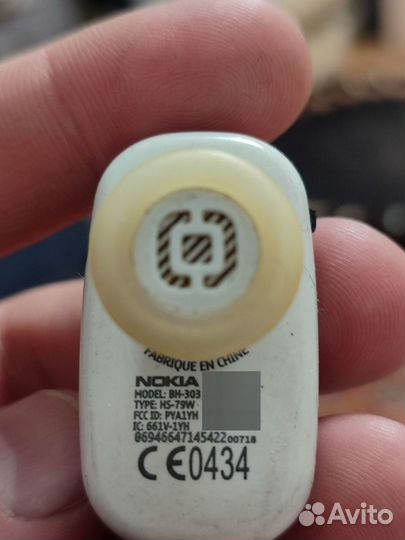 FABRIQUE EN CHINE
NOKIA
MODEL: BH-303
TYPE: HS-79W
FCC ID: PYA1YH
IC: 661V-1YH
06946647145422 00718
CE0434
Avito